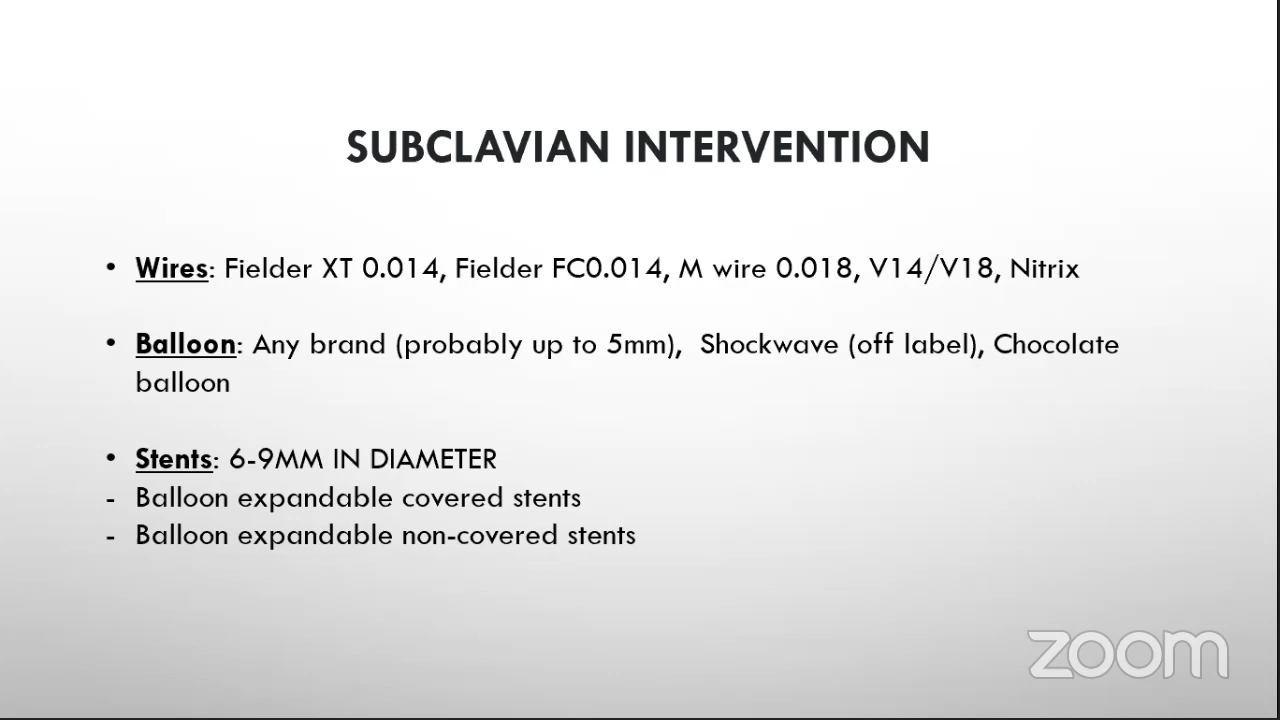 SUBCLAVIAN INTERVENTION
• Wires: Fielder XT 0.014, Fielder FC0.014, M wire 0.018, V14/V18, Nitrix
• Balloon: Any brand (probably up to 5mm), Shockwave (off label), Chocolate
balloon
• Stents: 6-9MM IN DIAMETER
- Balloon expandable covered stents
- Balloon expandable non-covered stents
zoom